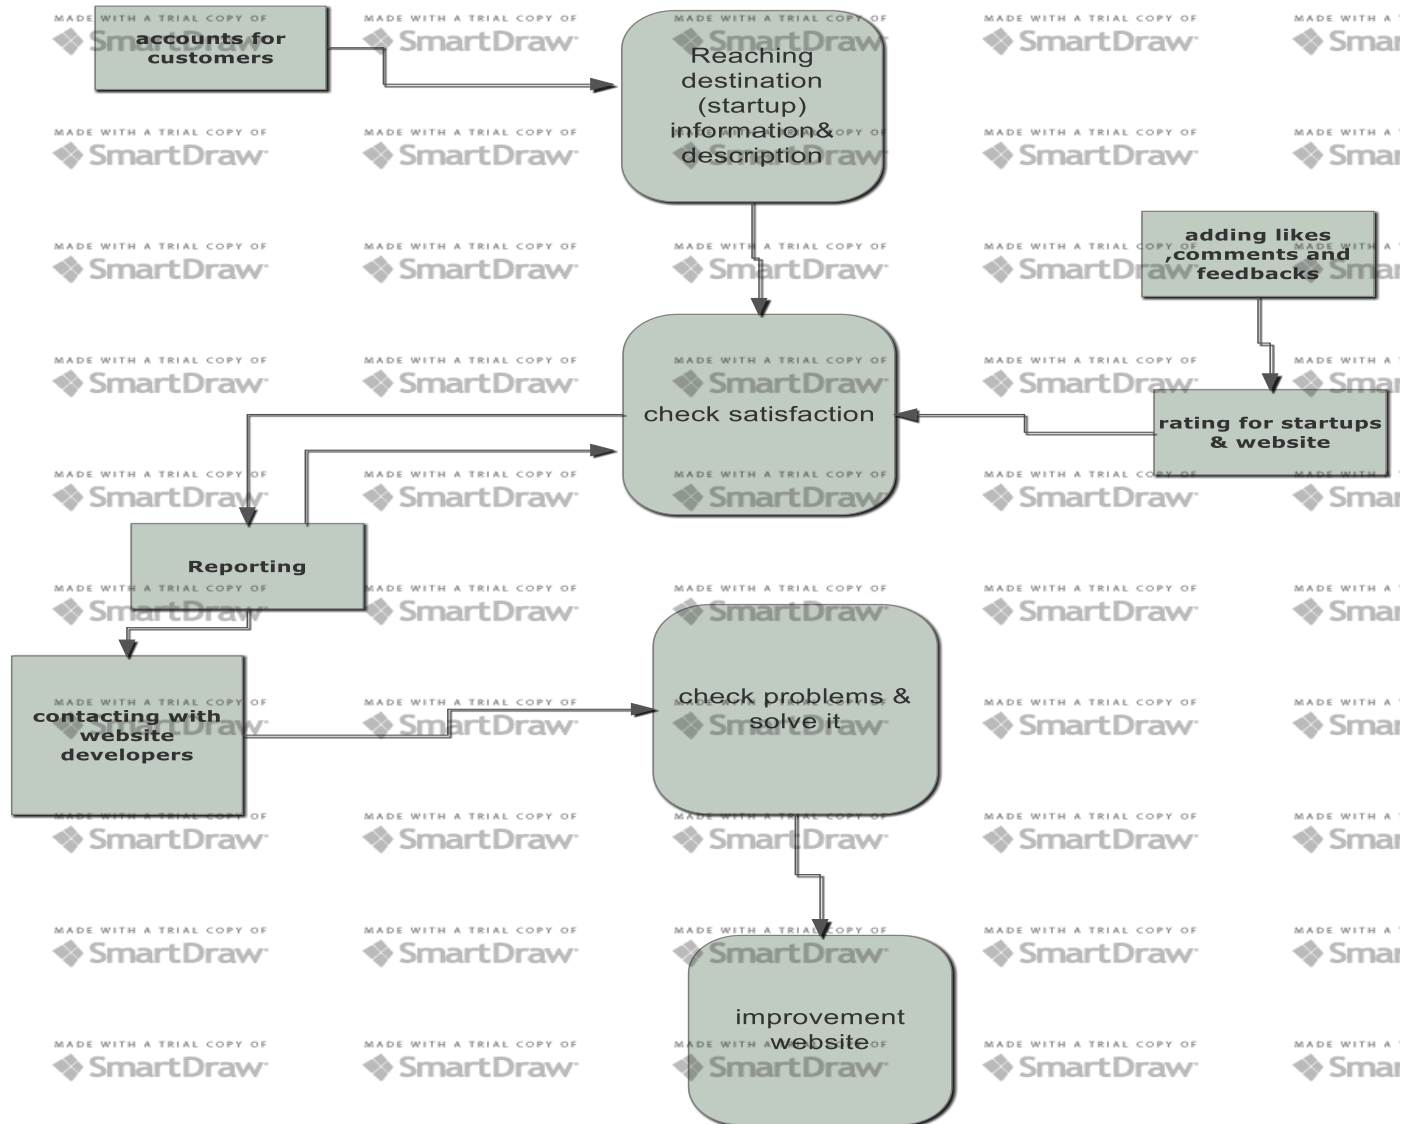 accounts for
customers
Reaching
destination
(startup)
information&
description
adding likes
,comments and
feedbacks
check satisfaction
rating for startups
& website
Reporting
contacting with
website
developers
check problems &
solve it
improvement
website
MADE WITH A TRIAL COPY OF
SmartDraw